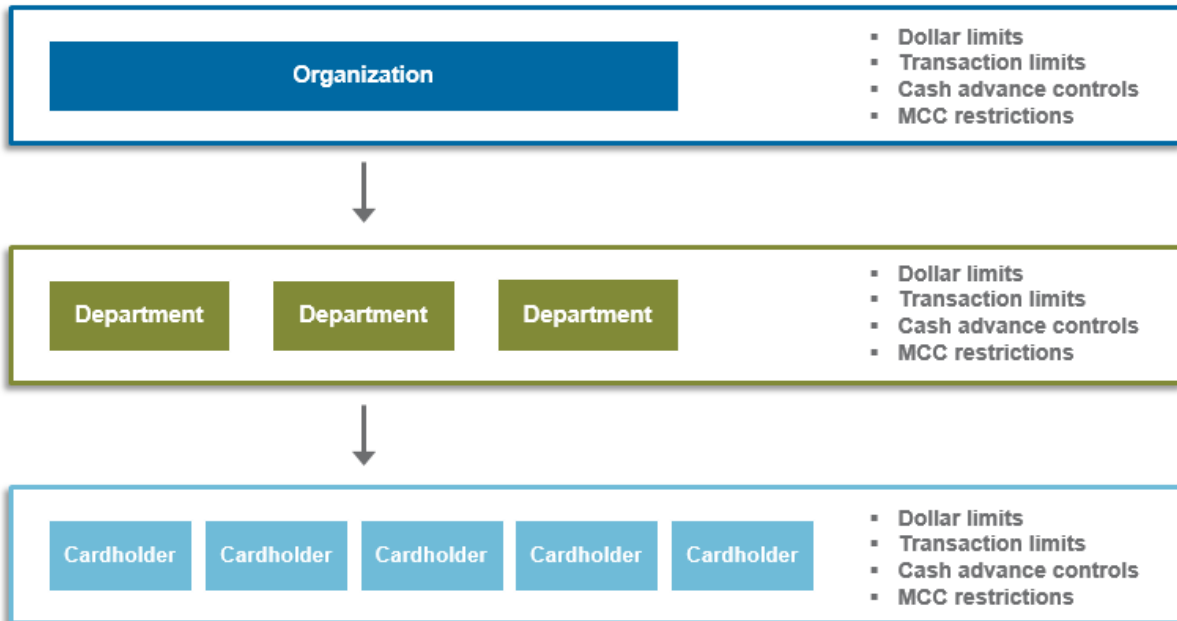 Organization
▪ Dollar limits
▪ Transaction limits
▪ Cash advance controls
▪ MCC restrictions
Department Department Department
▪ Dollar limits
▪ Transaction limits
▪ Cash advance controls
▪ MCC restrictions
Cardholder Cardholder Cardholder Cardholder Cardholder
▪ Dollar limits
▪ Transaction limits
▪ Cash advance controls
▪ MCC restrictions